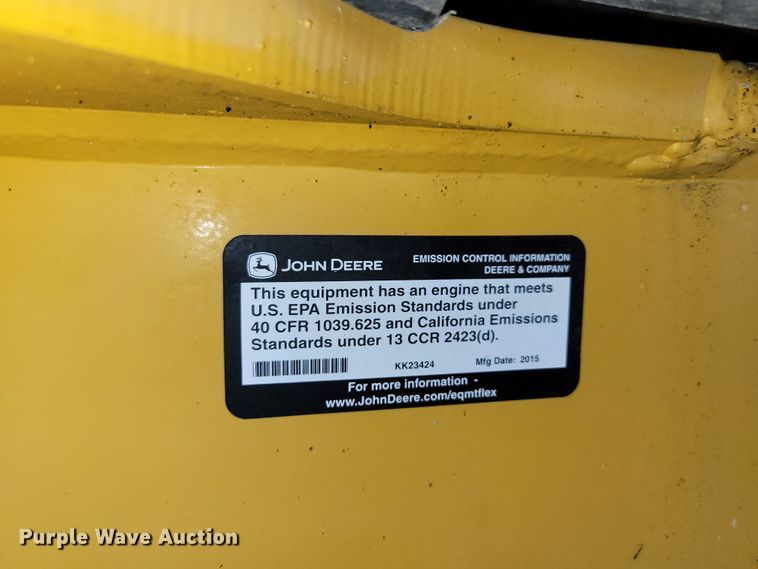 JOHN DEERE
EMISSION CONTROL INFORMATION
DEERE & COMPANY
This equipment has an engine that meets
U.S. EPA Emission Standards under
40 CFR 1039.625 and California Emissions
Standards under 13 CCR 2423(d).
KK23424
Mfg Date: 2015
For more information -
www.JohnDeere.com/eqmtflex
Purple Wave Auction